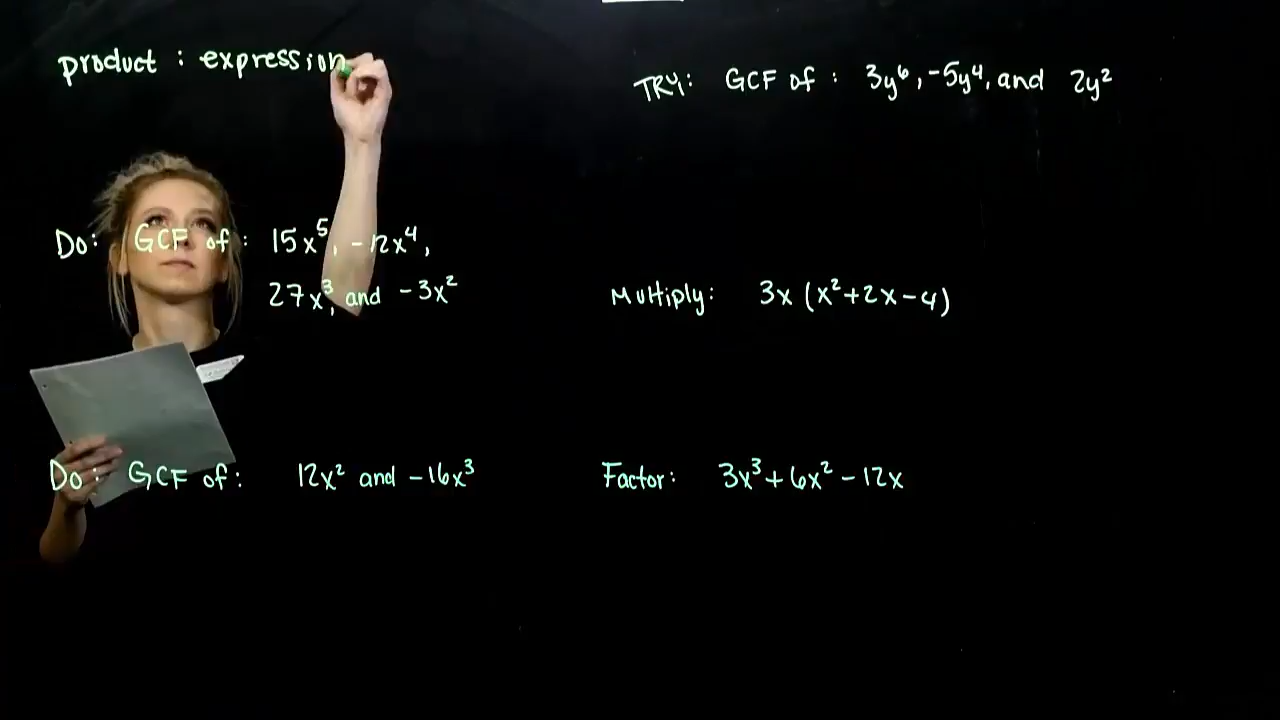 product : expression
Do: GCF of: 15x⁵, -12x⁴,
27x³, and -3x²
Do: GCF of: 12x² and -16x³
TRY: GCF of: 3y⁶, -5y⁴, and 2y²
Multiply: 3x (x²+2x-4)
Factor: 3x³+6x²-12x